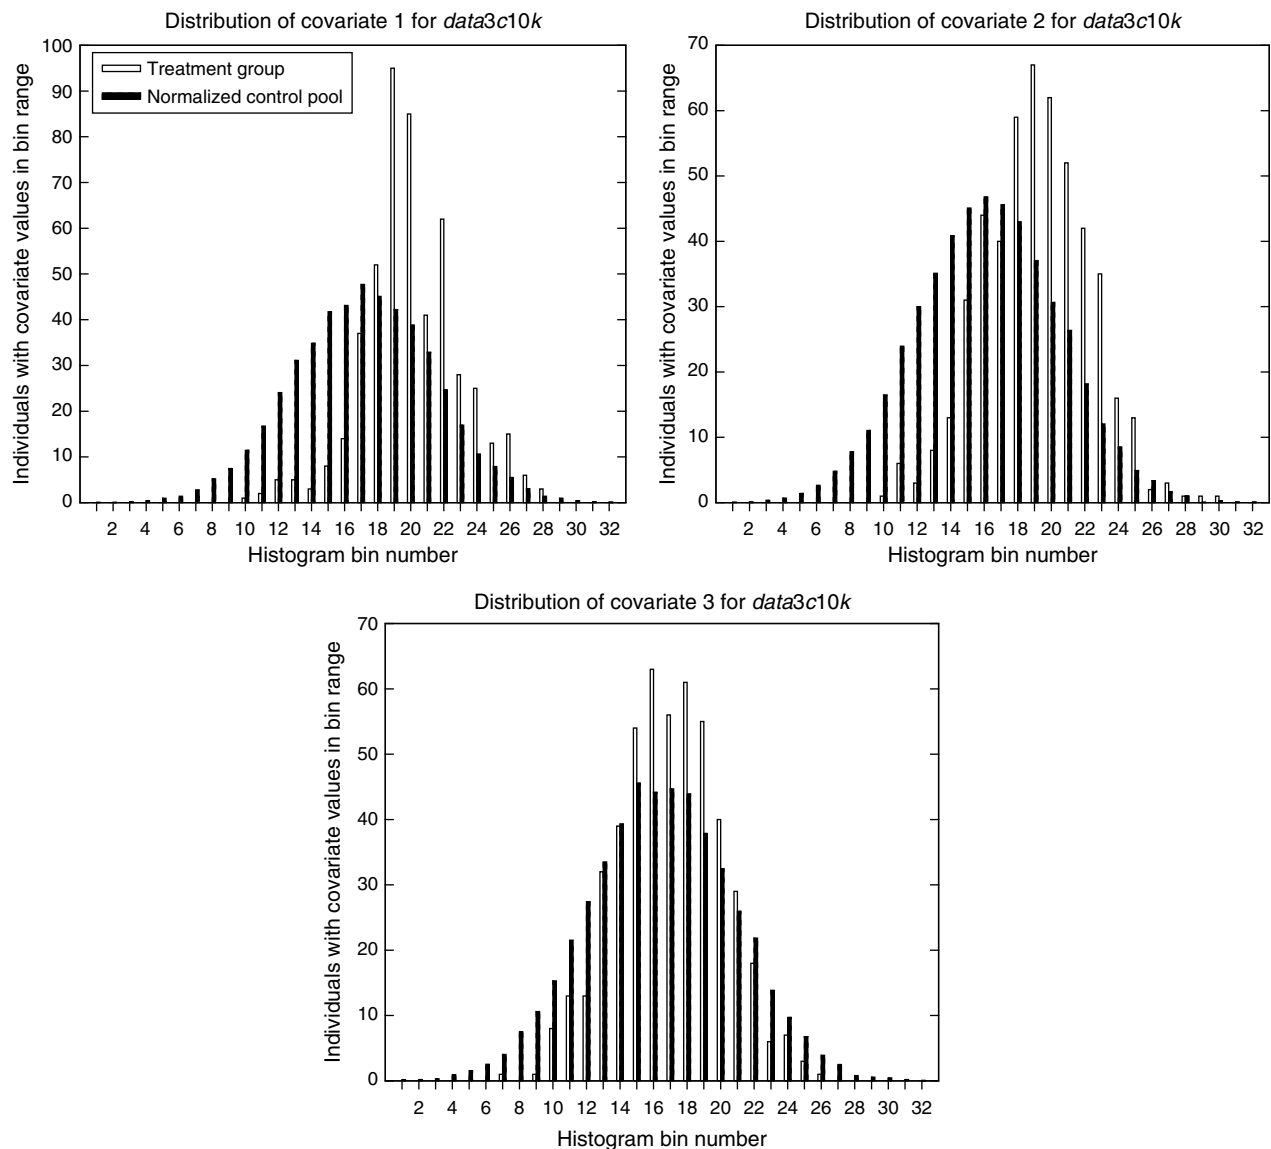 Distribution of covariate 1 for data3c10k
Individuals with covariate values in bin range
100
90
80
70
60
50
40
30
20
10
0
Treatment group
Normalized control pool
2 4 6 8 10 12 14 16 18 20 22 24 26 28 30 32
Histogram bin number
Distribution of covariate 2 for data3c10k
Individuals with covariate values in bin range
70
60
50
40
30
20
10
0
2 4 6 8 10 12 14 16 18 20 22 24 26 28 30 32
Histogram bin number
Distribution of covariate 3 for data3c10k
Individuals with covariate values in bin range
70
60
50
40
30
20
10
0
2 4 6 8 10 12 14 16 18 20 22 24 26 28 30 32
Histogram bin number